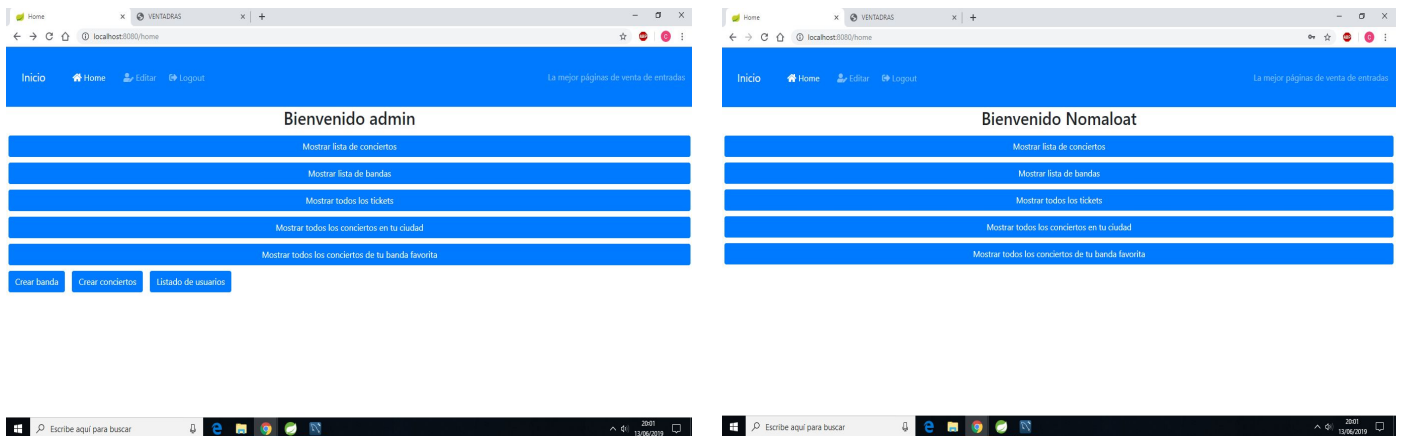 Home
VENTADRAS
localhost:8080/home
ABP
C
Inicio
Home
Editar
Logout
La mejor páginas de venta de entradas
Bienvenido admin
Mostrar lista de conciertos
Mostrar lista de bandas
Mostrar todos los tickets
Mostrar todos los conciertos en tu ciudad
Mostrar todos los conciertos de tu banda favorita
Crear banda
Crear conciertos
Listado de usuarios
Escribe aquí para buscar
20:01
13/06/2019
Home
VENTADRAS
localhost:8080/home
ABP
C
Inicio
Home
Editar
Logout
La mejor páginas de venta de entradas
Bienvenido Nomaloat
Mostrar lista de conciertos
Mostrar lista de bandas
Mostrar todos los tickets
Mostrar todos los conciertos en tu ciudad
Mostrar todos los conciertos de tu banda favorita
Escribe aquí para buscar
20:01
13/06/2019